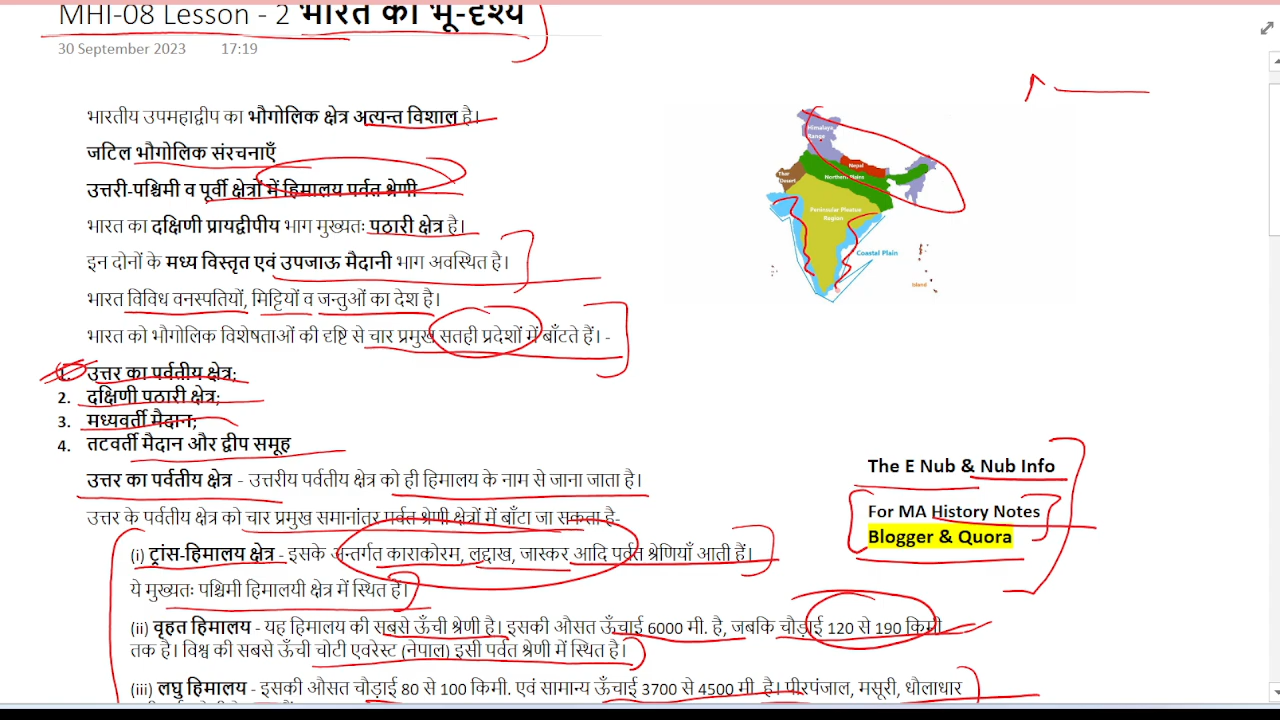 MHI-08 Lesson - 2 भारत का भू-दृश्य
30 September 2023 17:19
भारतीय उपमहाद्वीप का भौगोलिक क्षेत्र अत्यन्त विशाल है।
जटिल भौगोलिक संरचनाएँ
उत्तरी-पश्चिमी व पूर्वी क्षेत्रों में हिमालय पर्वत श्रेणी
भारत का दक्षिणी प्रायद्वीपीय भाग मुख्यतः पठारी क्षेत्र है।
इन दोनों के मध्य विस्तृत एवं उपजाऊ मैदानी भाग अवस्थित है।
भारत विविध वनस्पतियों, मिट्टियों व जन्तुओं का देश है।
भारत को भौगोलिक विशेषताओं की दृष्टि से चार प्रमुख सतही प्रदेशों में बाँटते हैं। -
1. उत्तर का पर्वतीय क्षेत्र;
2. दक्षिणी पठारी क्षेत्र;
3. मध्यवर्ती मैदान;
4. तटवर्ती मैदान और द्वीप समूह
उत्तर का पर्वतीय क्षेत्र - उत्तरीय पर्वतीय क्षेत्र को ही हिमालय के नाम से जाना जाता है।
उत्तर के पर्वतीय क्षेत्र को चार प्रमुख समानांतर पर्वत श्रेणी क्षेत्रों में बाँटा जा सकता है-
(i) ट्रांस-हिमालय क्षेत्र - इसके अन्तर्गत काराकोरम, लद्दाख, जास्कर आदि पर्वत श्रेणियाँ आती हैं।
ये मुख्यतः पश्चिमी हिमालयी क्षेत्र में स्थित हैं।
(ii) वृहत हिमालय - यह हिमालय की सबसे ऊँची श्रेणी है। इसकी औसत ऊँचाई 6000 मी. है, जबकि चौड़ाई 120 से 190 किमी
तक है। विश्व की सबसे ऊँची चोटी एवरेस्ट (नेपाल) इसी पर्वत श्रेणी में स्थित है।
(iii) लघु हिमालय - इसकी औसत चौड़ाई 80 से 100 किमी. एवं सामान्य ऊँचाई 3700 से 4500 मी. है। पीरपंजाल, मसूरी, धौलाधार
Himalaya
Range
Nepal
Thar
Desert
Northern Plains
Peninsular Plateau
Region
Coastal Plain
Island
The E Nub & Nub Info
For MA History Notes
Blogger & Quora